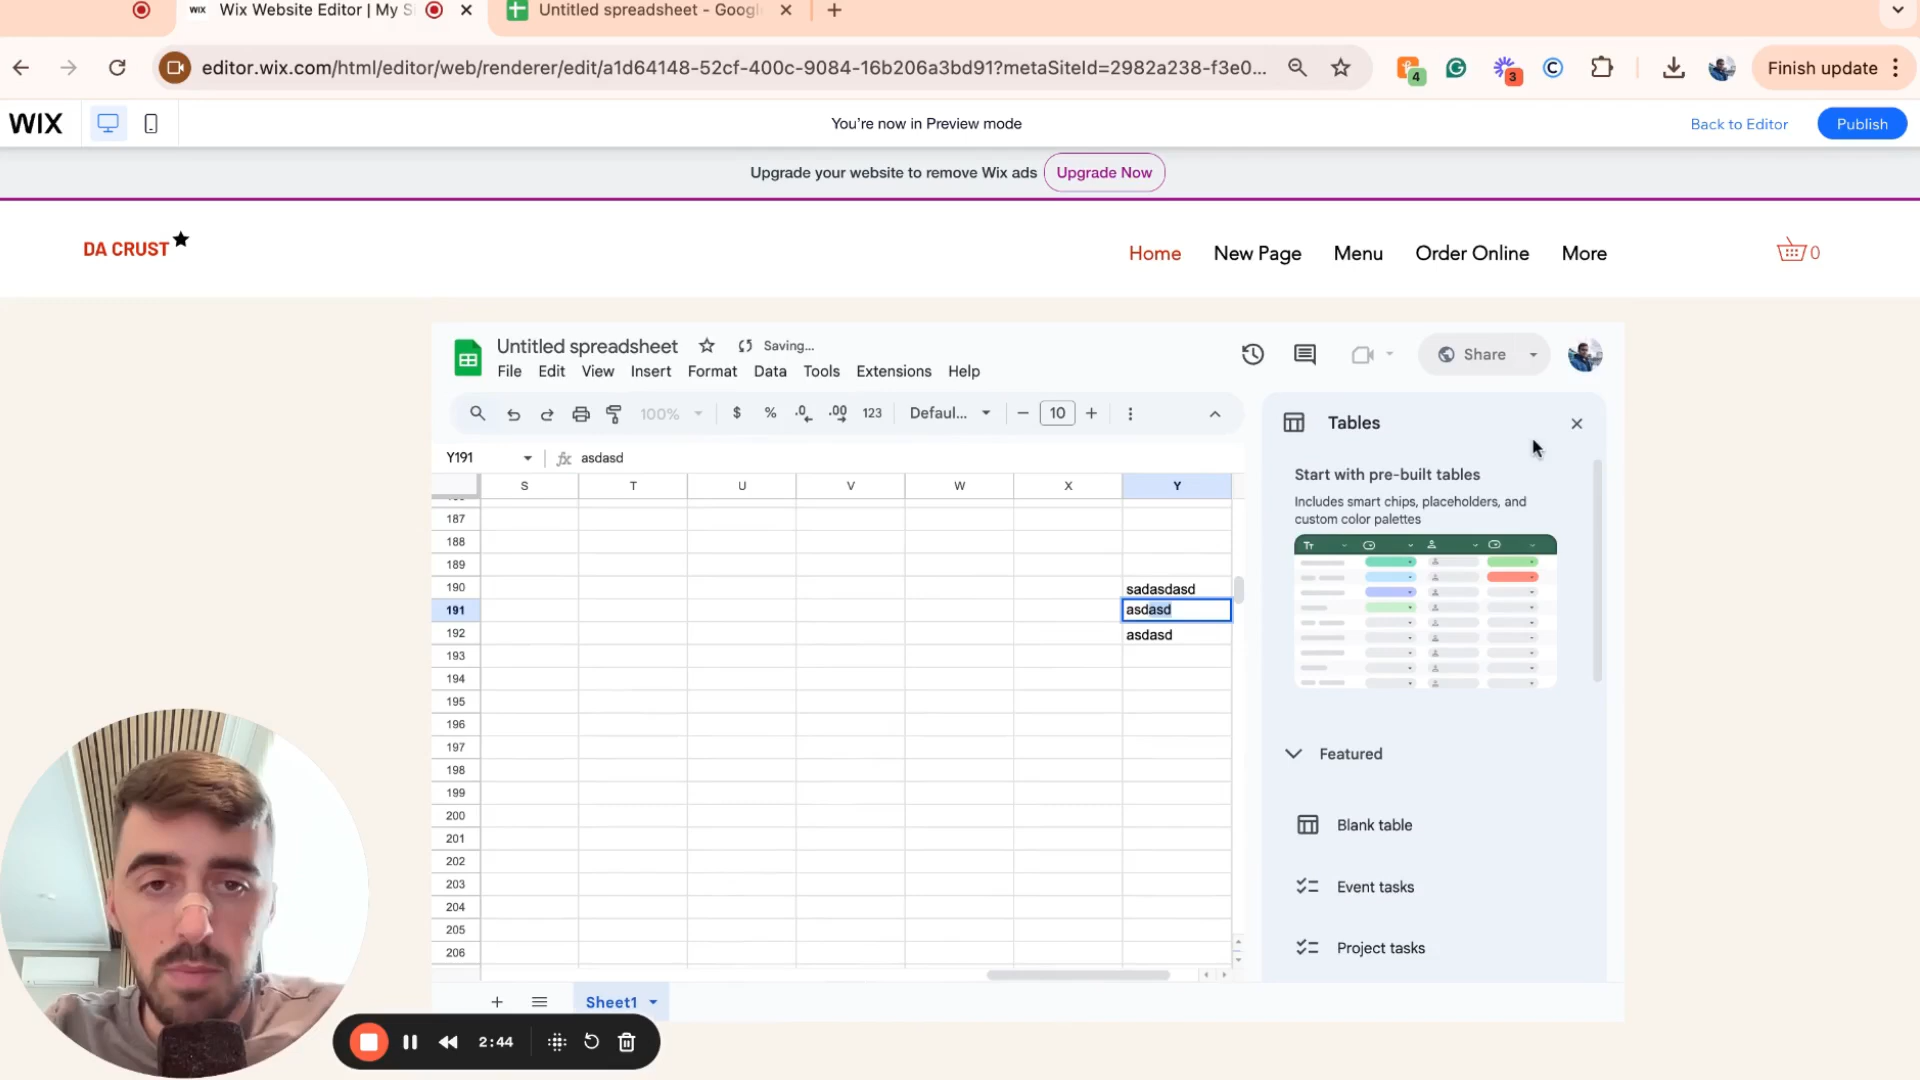 Wix Website Editor | My S
Untitled spreadsheet - Googl
editor.wix.com/html/editor/web/renderer/edit/a1d64148-52cf-400c-9084-16b206a3bd91?metaSiteId=2982a238-f3e0...
4
3
Finish update
WIX
You're now in Preview mode
Back to Editor
Publish
Upgrade your website to remove Wix ads
Upgrade Now
DA CRUST
Home
New Page
Menu
Order Online
More
0
Untitled spreadsheet
Saving...
Share
File
Edit
View
Insert
Format
Data
Tools
Extensions
Help
100%
$
%
.0
.00
123
Defaul...
10
Tables
Y191
fx
asdasd
Start with pre-built tables
Includes smart chips, placeholders, and
custom color palettes
S
T
U
V
W
X
Y
187
188
189
190
sadasdasd
191
asdasd
192
asdasd
193
194
195
196
197
198
199
200
201
202
203
204
205
206
Featured
Blank table
Event tasks
Project tasks
Sheet1
2:44